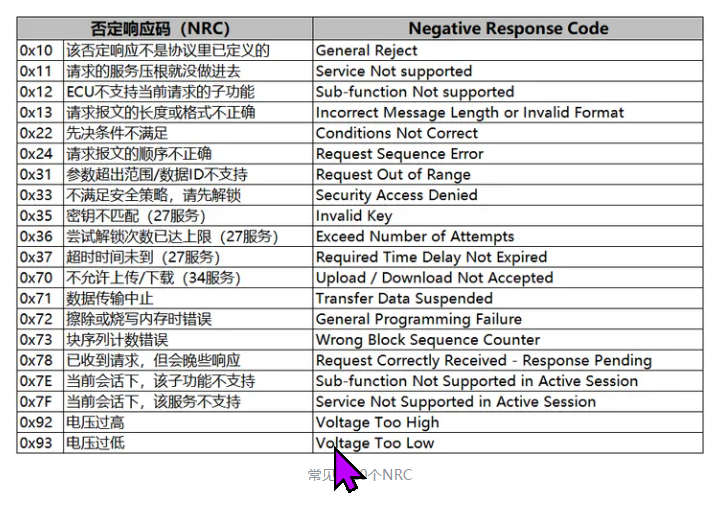 否定响应码（NRC） Negative Response Code
0x10 该否定响应不是协议里已定义的 General Reject
0x11 请求的服务压根就没做进去 Service Not supported
0x12 ECU不支持当前请求的子功能 Sub-function Not supported
0x13 请求报文的长度或格式不正确 Incorrect Message Length or Invalid Format
0x22 先决条件不满足 Conditions Not Correct
0x24 请求报文的顺序不正确 Request Sequence Error
0x31 参数超出范围/数据ID不支持 Request Out of Range
0x33 不满足安全策略，请先解锁 Security Access Denied
0x35 密钥不匹配（27服务） Invalid Key
0x36 尝试解锁次数已达上限（27服务） Exceed Number of Attempts
0x37 超时时间未到（27服务） Required Time Delay Not Expired
0x70 不允许上传/下载（34服务） Upload / Download Not Accepted
0x71 数据传输中止 Transfer Data Suspended
0x72 擦除或烧写内存时错误 General Programming Failure
0x73 块序列计数错误 Wrong Block Sequence Counter
0x78 已收到请求，但会晚些响应 Request Correctly Received - Response Pending
0x7E 当前会话下，该子功能不支持 Sub-function Not Supported in Active Session
0x7F 当前会话下，该服务不支持 Service Not Supported in Active Session
0x92 电压过高 Voltage Too High
0x93 电压过低 Voltage Too Low
常见 0个NRC